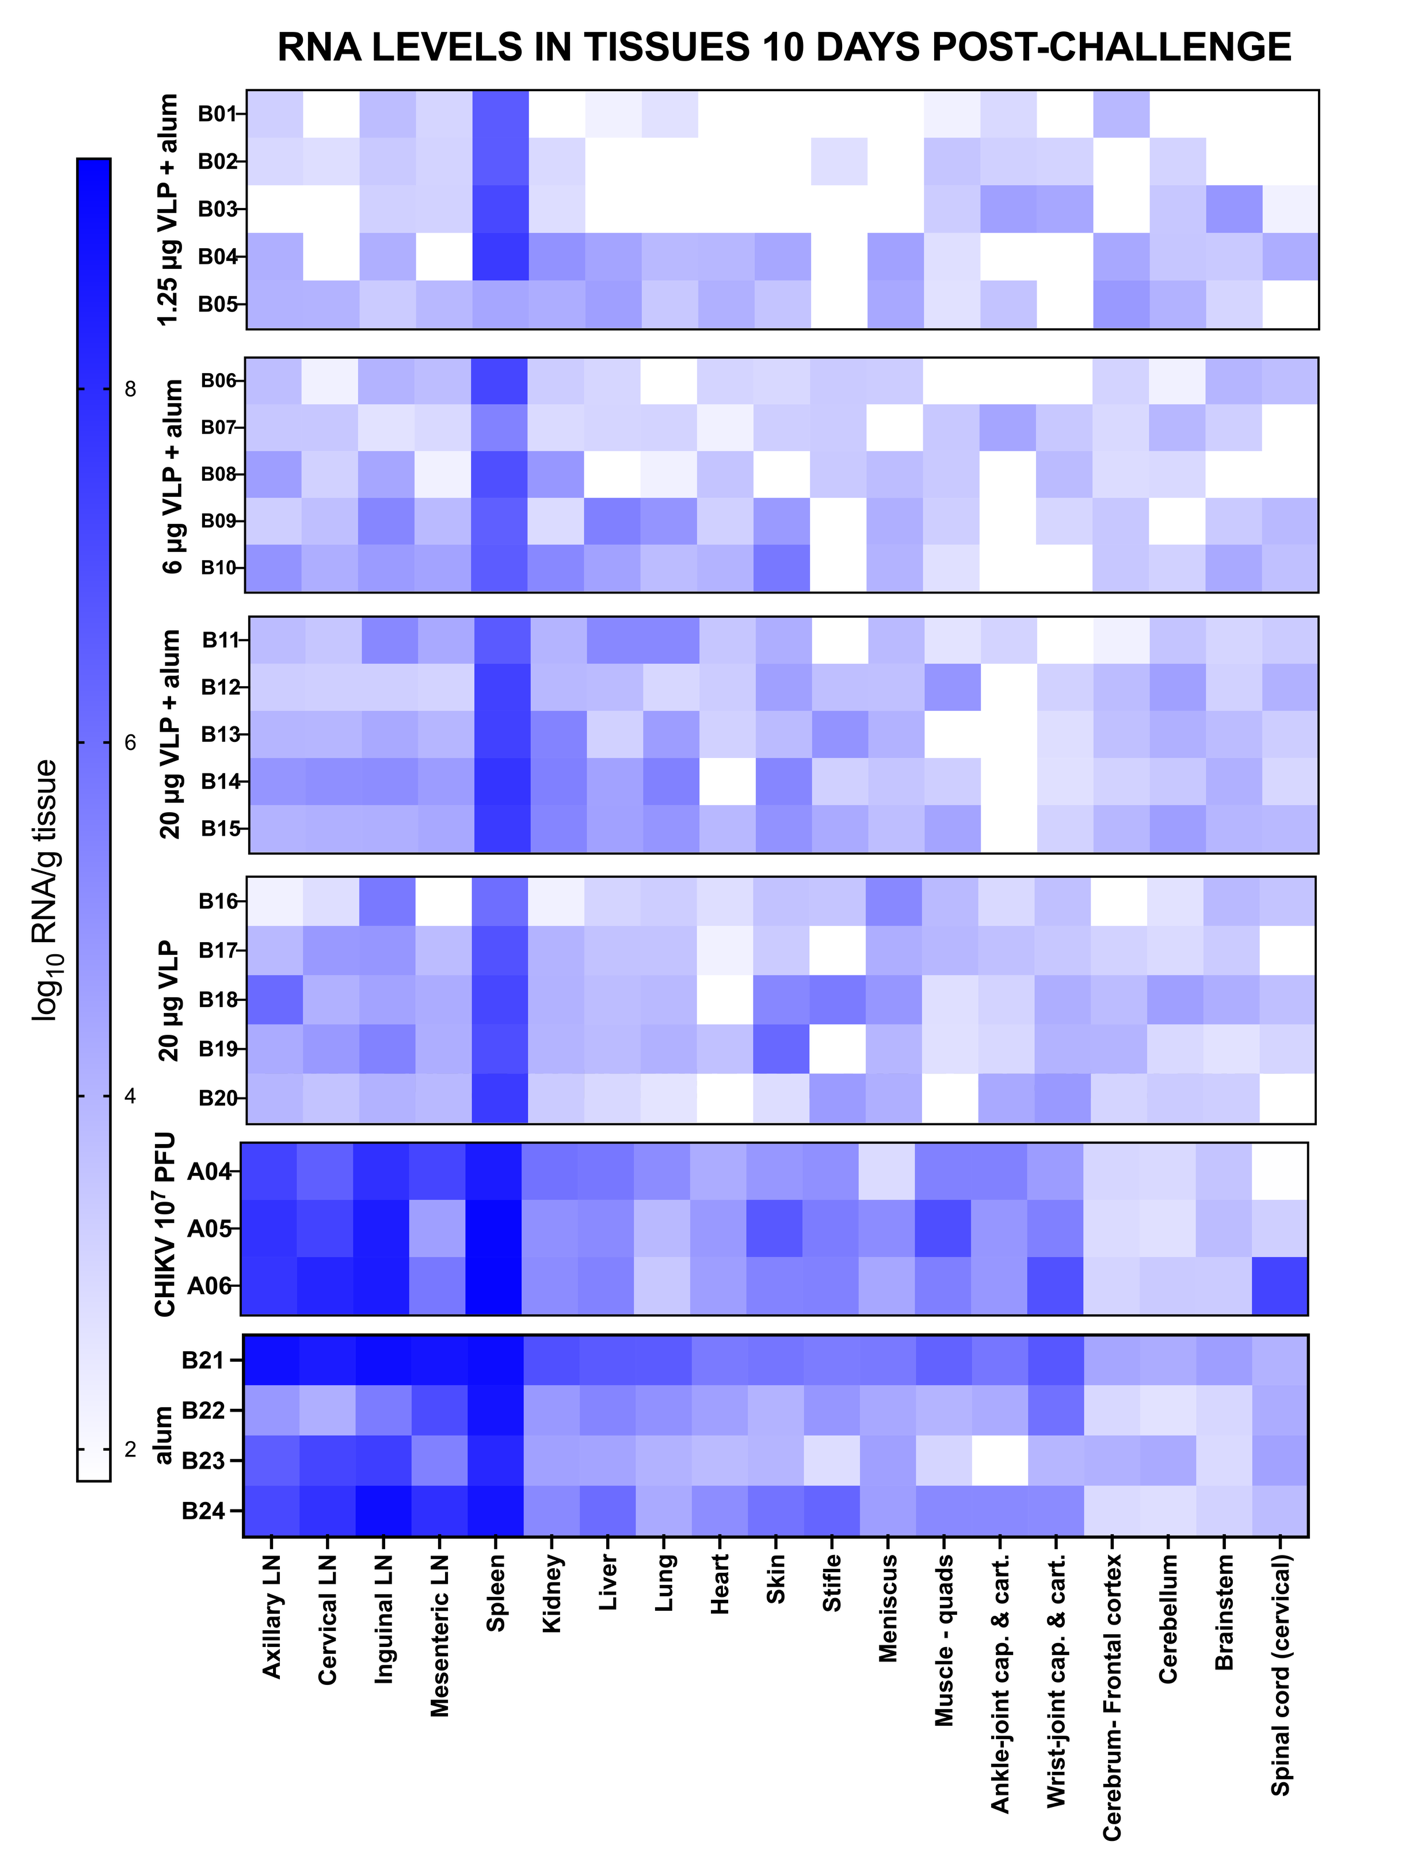 RNA LEVELS IN TISSUES 10 DAYS POST-CHALLENGE
log10 RNA/g tissue
8
6
4
2
1.25 µg VLP + alum
B01
B02
B03
B04
B05
6 µg VLP + alum
B06
B07
B08
B09
B10
20 µg VLP + alum
B11
B12
B13
B14
B15
20 µg VLP
B16
B17
B18
B19
B20
CHIKV 10⁷ PFU
A04
A05
A06
alum
B21
B22
B23
B24
Axillary LN
Cervical LN
Inguinal LN
Mesenteric LN
Spleen
Kidney
Liver
Lung
Heart
Skin
Stifle
Meniscus
Muscle - quads
Ankle-joint cap. & cart.
Wrist-joint cap. & cart.
Cerebrum- Frontal cortex
Cerebellum
Brainstem
Spinal cord (cervical)